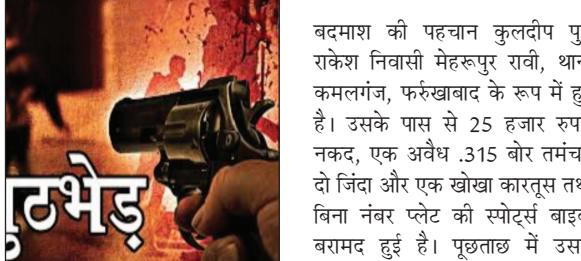 ुठभेड़
बदमाश की पहचान कुलदीप पु
राकेश निवासी मेहरूपुर रावी, थान
कमलगंज, फर्रुखाबाद के रूप में हु
है। उसके पास से 25 हजार रुप
नकद, एक अवैध .315 बोर तमंच
दो जिंदा और एक खोखा कारतूस तथ
बिना नंबर प्लेट की स्पोर्ट्स बाइक
बरामद हुई है। पूछताछ में उस